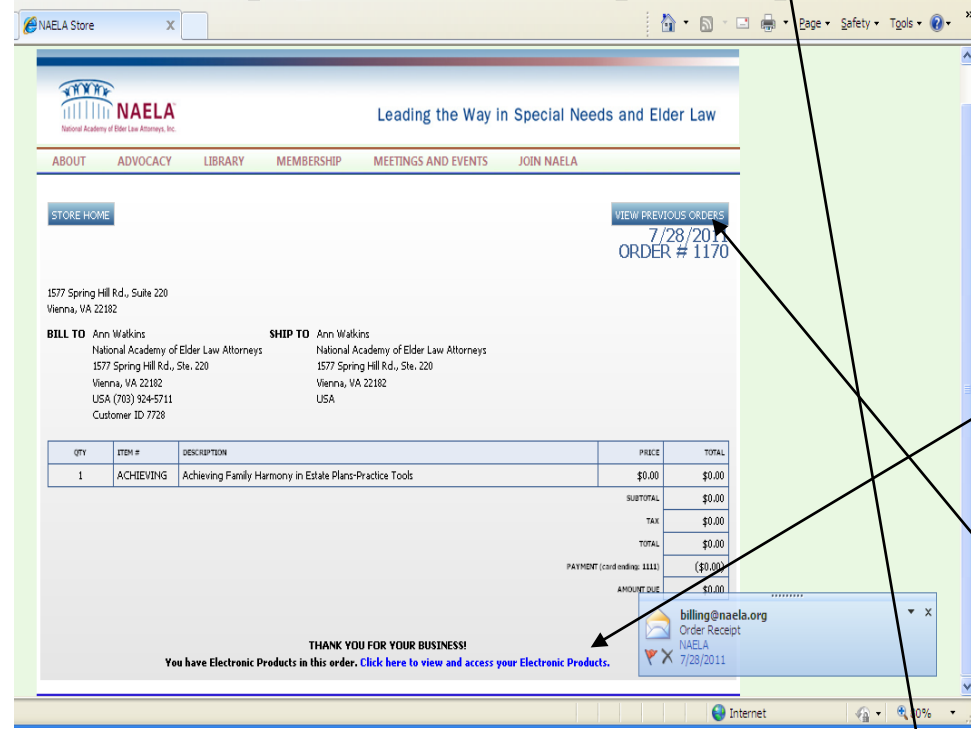 NAELA Store X
Page Safety Tools ? »
NAELA
National Academy of Elder Law Attorneys, Inc.
Leading the Way in Special Needs and Elder Law
ABOUT ADVOCACY LIBRARY MEMBERSHIP MEETINGS AND EVENTS JOIN NAELA
STORE HOME VIEW PREVIOUS ORDERS
7/28/2011
ORDER # 1170
1577 Spring Hill Rd., Suite 220
Vienna, VA 22182
BILL TO Ann Watkins SHIP TO Ann Watkins
National Academy of Elder Law Attorneys National Academy of Elder Law Attorneys
1577 Spring Hill Rd., Ste. 220 1577 Spring Hill Rd., Ste. 220
Vienna, VA 22182 Vienna, VA 22182
USA (703) 924-5711 USA
Customer ID 7728
QTY ITEM # DESCRIPTION PRICE TOTAL
1 ACHIEVING Achieving Family Harmony in Estate Plans-Practice Tools $0.00 $0.00
SUBTOTAL $0.00
TAX $0.00
TOTAL $0.00
PAYMENT (card ending: 1111) ($0.00)
AMOUNT DUE $0.00
billing@naela.org
Order Receipt
NAELA
7/28/2011
THANK YOU FOR YOUR BUSINESS!
You have Electronic Products in this order. Click here to view and access your Electronic Products.
Internet